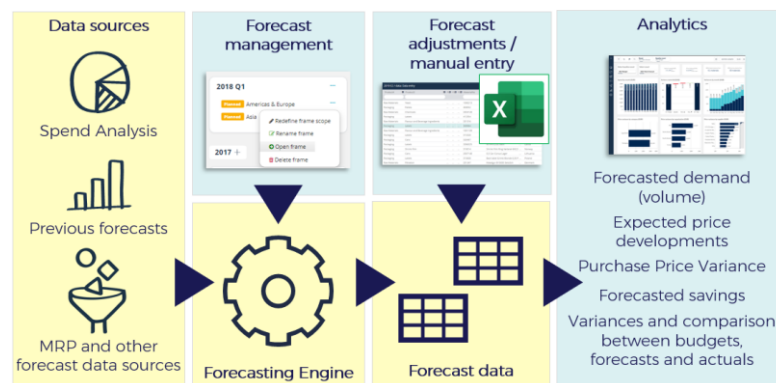 Data sources
Spend Analysis
Previous forecasts
MRP and other
forecast data sources
Forecast
management
2018 Q1
Planned Americas & Europe
Planned Asia
Redefine frame scope
Rename frame
Open frame
Delete frame
2017 +
Forecasting Engine
Forecast
adjustments /
manual entry
X
Forecast data
Analytics
Forecasted demand
(volume)
Expected price
developments
Purchase Price Variance
Forecasted savings
Variances and comparison
between budgets,
forecasts and actuals